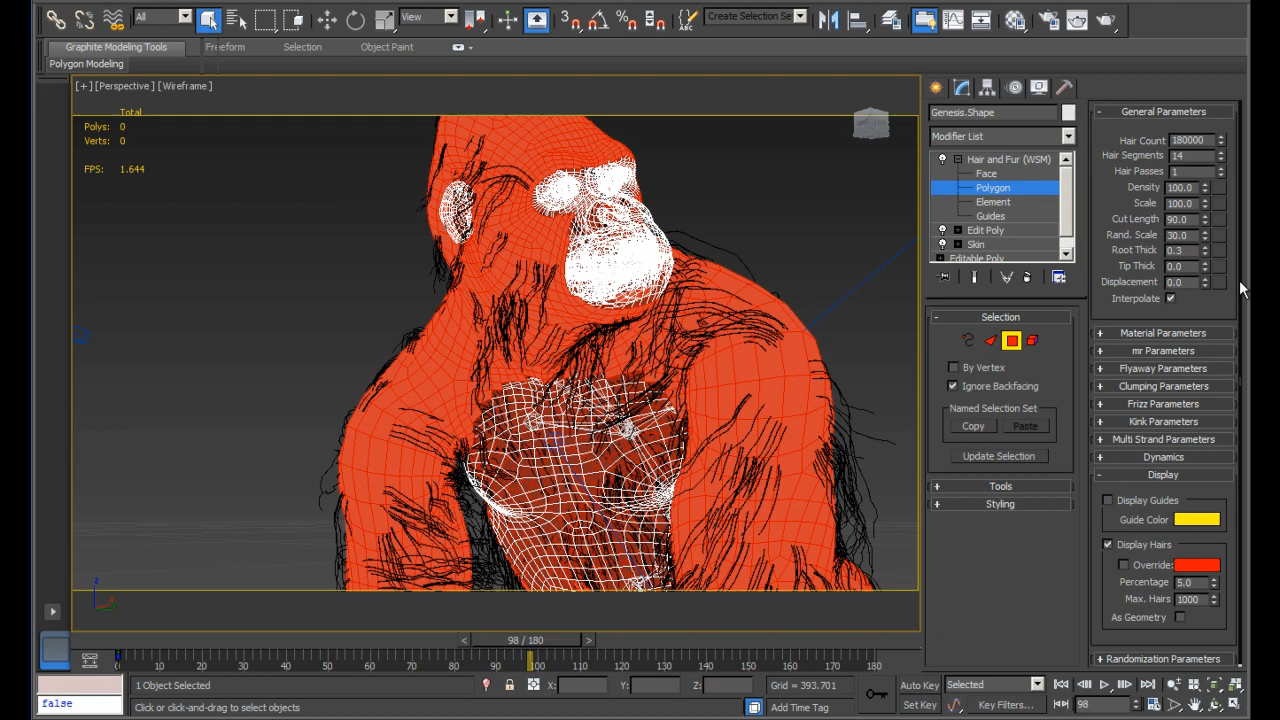 All
View
3
ABC
Create Selection Se
Graphite Modeling Tools
Freeform
Selection
Object Paint
Polygon Modeling
[+] [Perspective] [Wireframe]
Total
Polys: 0
Verts: 0
FPS: 1.644
Genesis.Shape
Modifier List
Hair and Fur (WSM)
Face
Polygon
Element
Guides
Edit Poly
Skin
Editable Poly
Selection
By Vertex
Ignore Backfacing
Named Selection Set
Copy
Paste
Update Selection
Tools
Styling
General Parameters
Hair Count 180000
Hair Segments 14
Hair Passes 1
Density 100.0
Scale 100.0
Cut Length 90.0
Rand. Scale 30.0
Root Thick 0.3
Tip Thick 0.0
Displacement 0.0
Interpolate
Material Parameters
mr Parameters
Flyaway Parameters
Clumping Parameters
Frizz Parameters
Kink Parameters
Multi Strand Parameters
Dynamics
Display
Display Guides
Guide Color
Display Hairs
Override:
Percentage 5.0
Max. Hairs 1000
As Geometry
Randomization Parameters
z
< 98 / 180 >
0 10 20 30 40 50 60 70 80 90 100 110 120 130 140 150 160 170 180
1 Object Selected
X:
Y:
Z:
Grid = 393.701
Auto Key
Selected
false
Click or click-and-drag to select objects
Add Time Tag
Set Key
Key Filters...
98